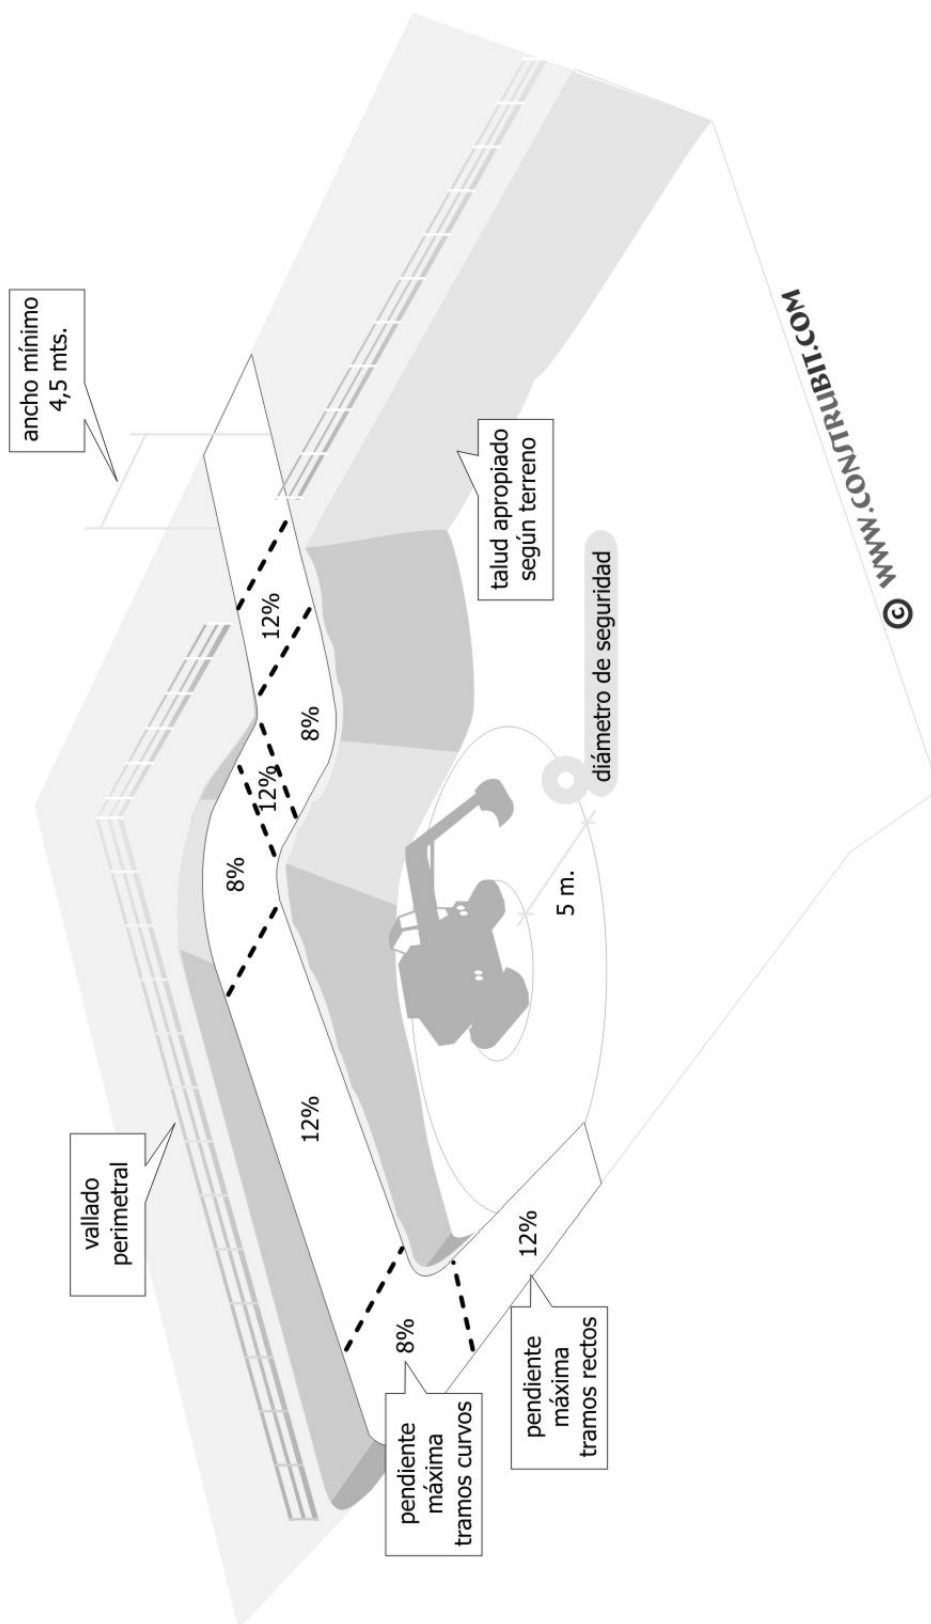 ancho mínimo
4,5 mts.
vallado
perimetral
12%
8%
12%
8%
12%
8%
12%
talud apropiado
según terreno
diámetro de seguridad
5 m.
pendiente
máxima
tramos curvos
pendiente
máxima
tramos rectos
© WWW.CONSTRUBIT.COM